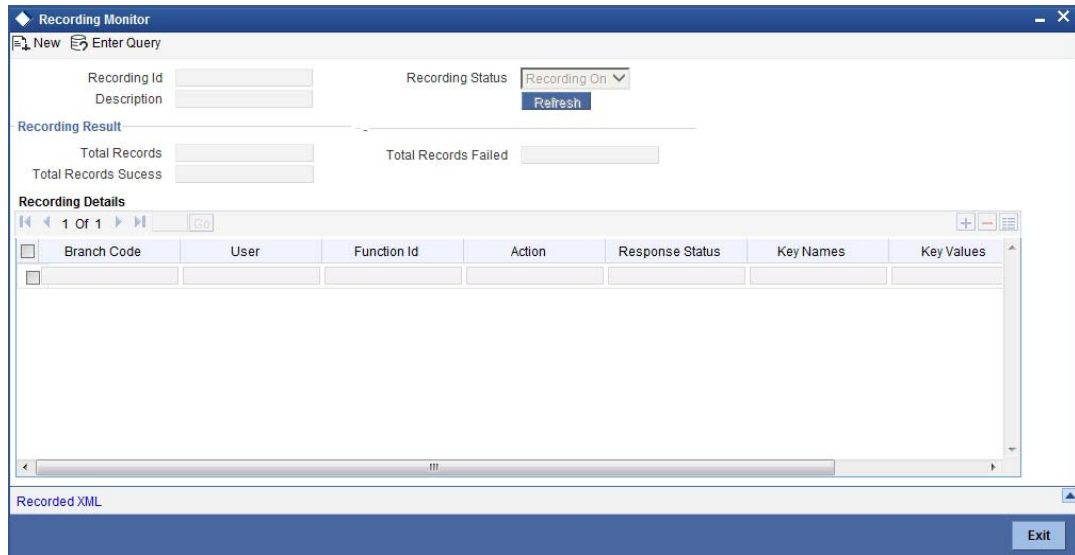 Recording Monitor
New Enter Query
Recording Id Recording Status Recording On
Description Refresh
Recording Result
Total Records Total Records Failed
Total Records Sucess
Recording Details
1 Of 1 Go
Branch Code User Function Id Action Response Status Key Names Key Values
Recorded XML
Exit